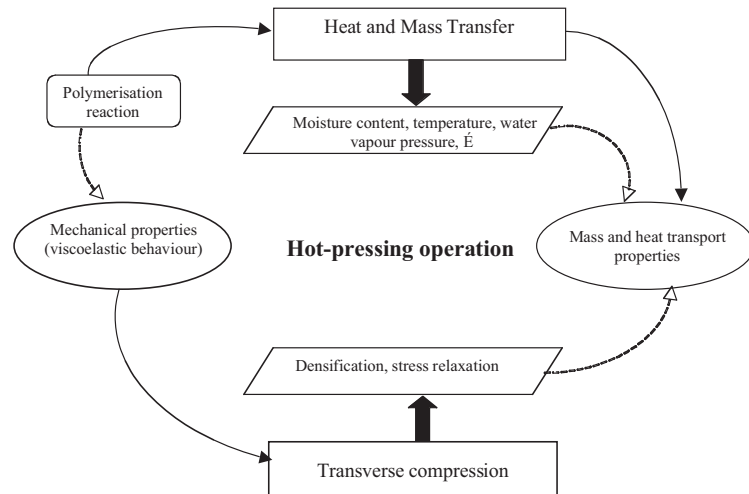 Heat and Mass Transfer
Polymerisation
reaction
Moisture content, temperature, water
vapour pressure, É
Mechanical properties
(viscoelastic behaviour)
Hot-pressing operation
Mass and heat transport
properties
Densification, stress relaxation
Transverse compression